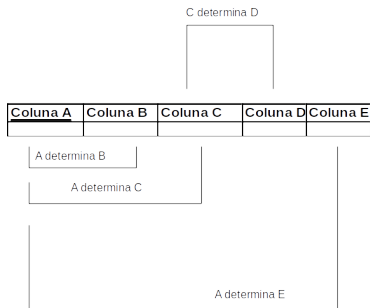 C determina D
Coluna A Coluna B Coluna C Coluna D Coluna E
A determina B
A determina C
A determina E